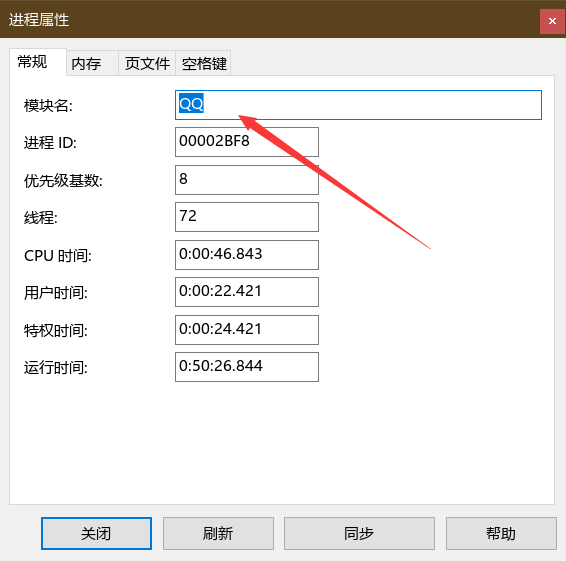 进程属性
常规 内存 页文件 空格键
模块名: QQ
进程 ID: 00002BF8
优先级基数: 8
线程: 72
CPU 时间: 0:00:46.843
用户时间: 0:00:22.421
特权时间: 0:00:24.421
运行时间: 0:50:26.844
关闭 刷新 同步 帮助